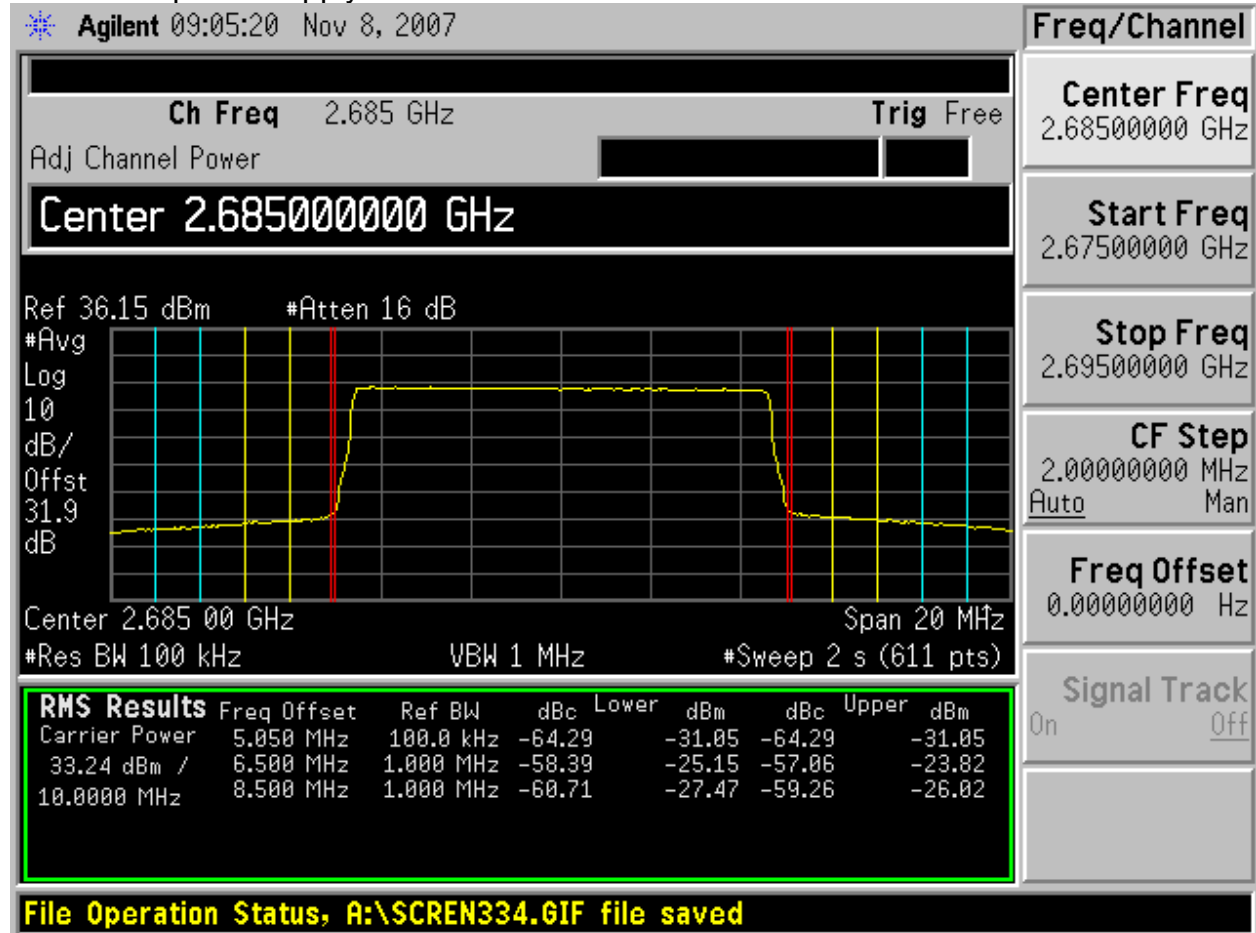 Agilent 09:05:20 Nov 8, 2007
Freq/Channel
Ch Freq 2.685 GHz Trig Free
Adj Channel Power
Center 2.685000000 GHz
Ref 36.15 dBm #Atten 16 dB
#Avg
Log
10
dB/
Offst
31.9
dB
Center 2.685 00 GHz Span 20 MHz
#Res BW 100 kHz VBW 1 MHz #Sweep 2 s (611 pts)
RMS Results Freq Offset Ref BW dBc Lower dBm dBc Upper dBm
Carrier Power 5.050 MHz 100.0 kHz -64.29 -31.05 -64.29 -31.05
33.24 dBm / 6.500 MHz 1.000 MHz -58.39 -25.15 -57.06 -23.82
10.0000 MHz 8.500 MHz 1.000 MHz -60.71 -27.47 -59.26 -26.02
Center Freq
2.68500000 GHz
Start Freq
2.67500000 GHz
Stop Freq
2.69500000 GHz
CF Step
2.00000000 MHz
Auto Man
Freq Offset
0.00000000 Hz
Signal Track
On Off
File Operation Status, A:\SCREN334.GIF file saved